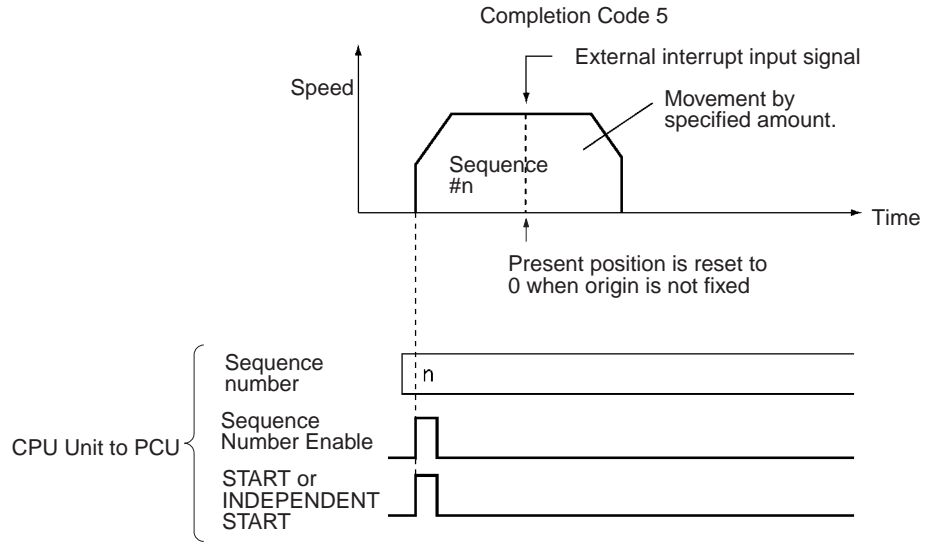 Completion Code 5
External interrupt input signal
Speed
Movement by
specified amount.
Sequence
#n
Time
Present position is reset to
0 when origin is not fixed
Sequence
number
n
Sequence
Number Enable
CPU Unit to PCU
START or
INDEPENDENT
START